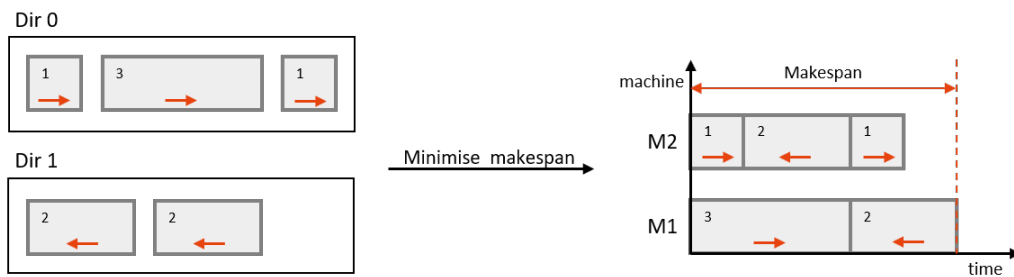 Dir 0
1
3
1
Dir 1
2
2
Minimise makespan
machine
Makespan
M2
1
2
1
M1
3
2
time